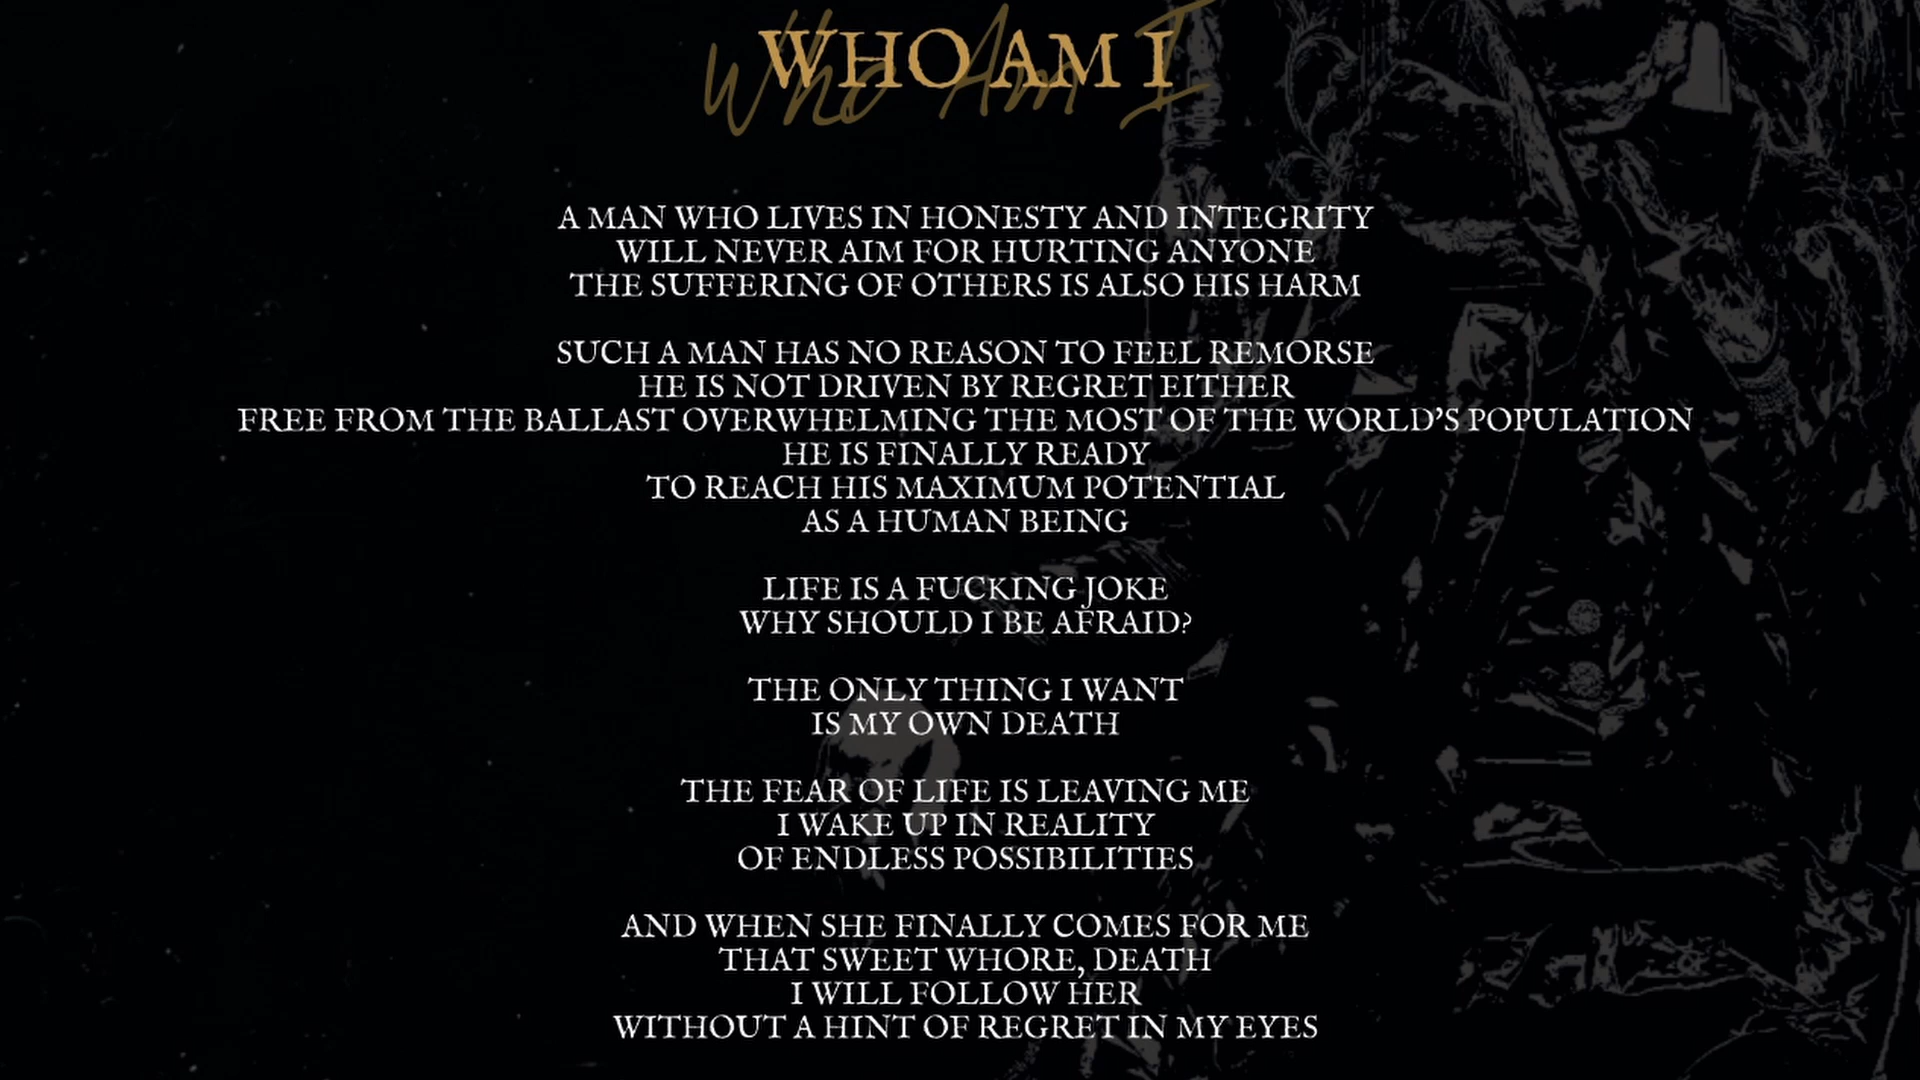 WHO AM I
Who Am I
A MAN WHO LIVES IN HONESTY AND INTEGRITY
WILL NEVER AIM FOR HURTING ANYONE
THE SUFFERING OF OTHERS IS ALSO HIS HARM
SUCH A MAN HAS NO REASON TO FEEL REMORSE
HE IS NOT DRIVEN BY REGRET EITHER
FREE FROM THE BALLAST OVERWHELMING THE MOST OF THE WORLD'S POPULATION
HE IS FINALLY READY
TO REACH HIS MAXIMUM POTENTIAL
AS A HUMAN BEING
LIFE IS A FUCKING JOKE
WHY SHOULD I BE AFRAID?
THE ONLY THING I WANT
IS MY OWN DEATH
THE FEAR OF LIFE IS LEAVING ME
I WAKE UP IN REALITY
OF ENDLESS POSSIBILITIES
AND WHEN SHE FINALLY COMES FOR ME
THAT SWEET WHORE, DEATH
I WILL FOLLOW HER
WITHOUT A HINT OF REGRET IN MY EYES